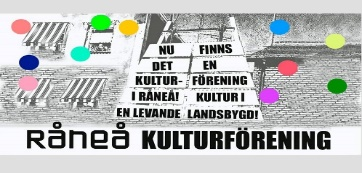 NU FINNS
DET EN
KULTUR- FÖRENING
I RÅNEÅ! KULTUR I
EN LEVANDE LANDSBYGD!
RÅNEÅ KULTURFÖRENING